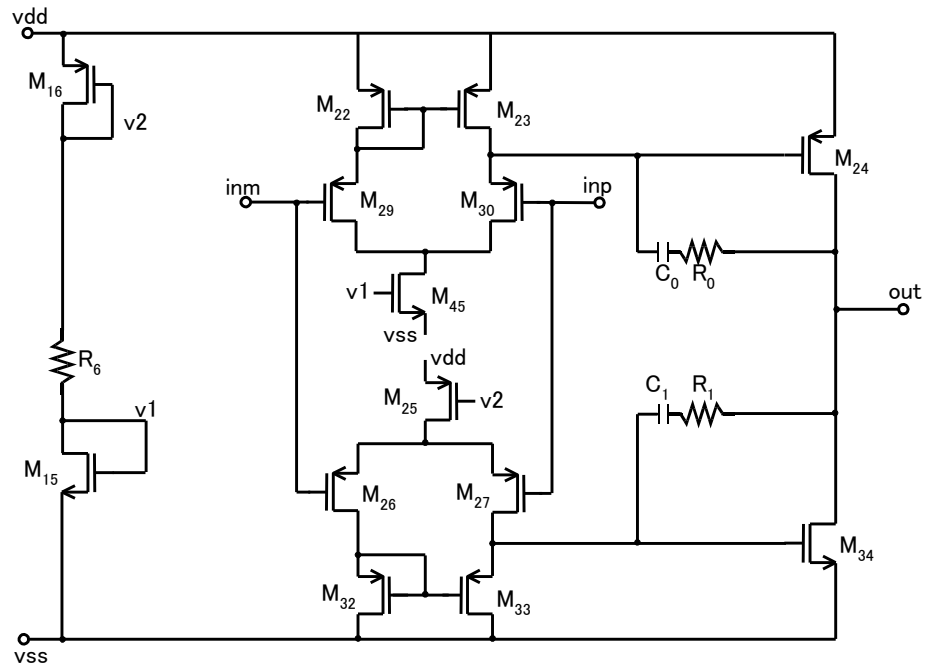 vdd
M16
v2
M22
M23
M24
inm
M29
M30
inp
C0 R0
v1
M45
vss
out
vdd
M25
v2
R6
C1 R1
v1
M15
M26
M27
M34
M32
M33
vss